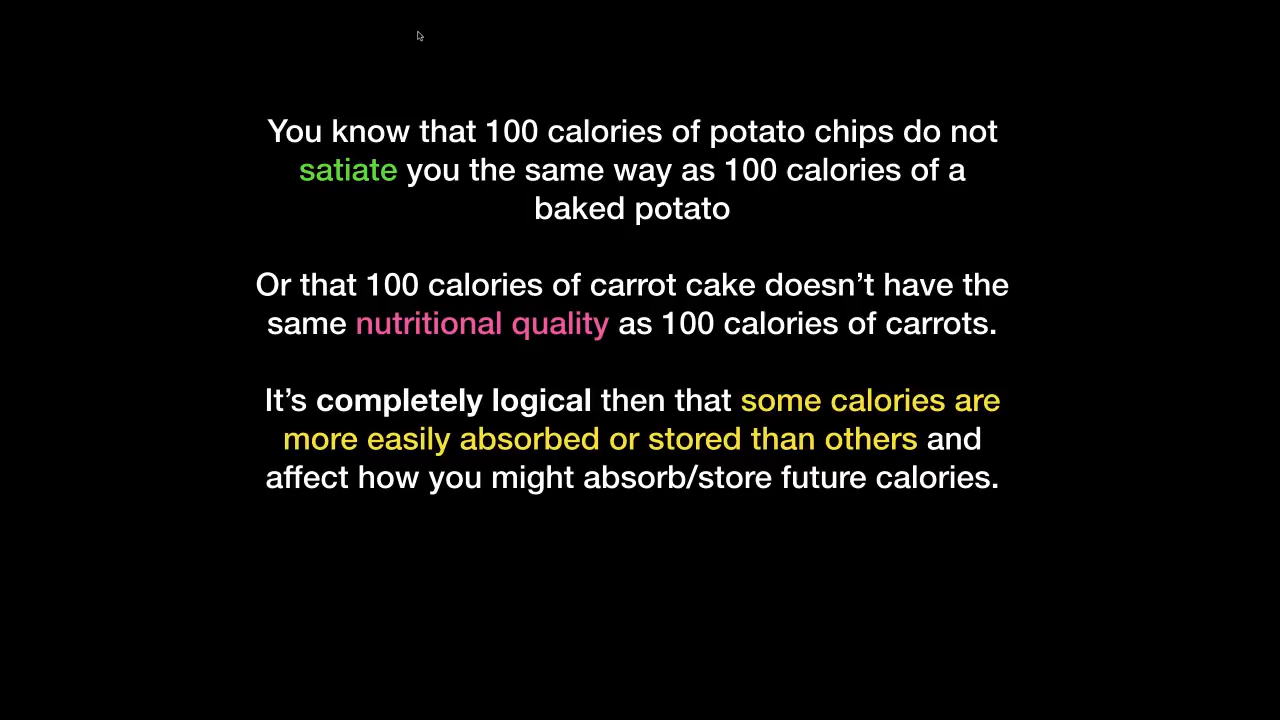 You know that 100 calories of potato chips do not
satiate you the same way as 100 calories of a
baked potato
Or that 100 calories of carrot cake doesn’t have the
same nutritional quality as 100 calories of carrots.
It’s completely logical then that some calories are
more easily absorbed or stored than others and
affect how you might absorb/store future calories.